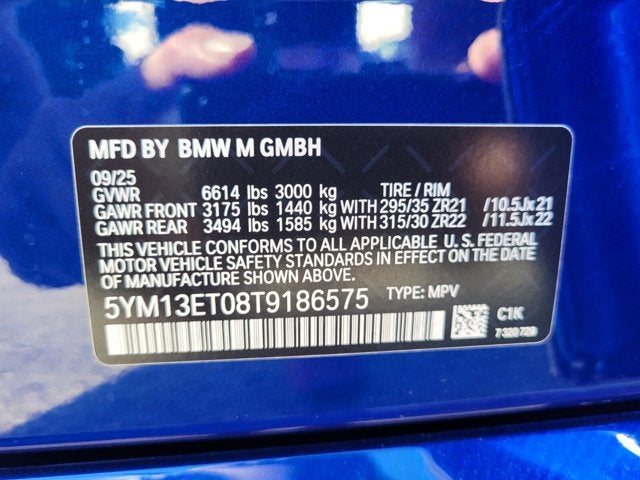 MFD BY BMW M GMBH
09/25
GVWR 6614 lbs 3000 kg TIRE / RIM
GAWR FRONT 3175 lbs 1440 kg WITH 295/35 ZR21 /10.5Jx21
GAWR REAR 3494 lbs 1585 kg WITH 315/30 ZR22 /11.5Jx22
THIS VEHICLE CONFORMS TO ALL APPLICABLE U. S. FEDERAL
MOTOR VEHICLE SAFETY STANDARDS IN EFFECT ON THE DATE
OF MANUFACTURE SHOWN ABOVE.
5YM13ET08T9186575 TYPE: MPV
C1K
7 320 729